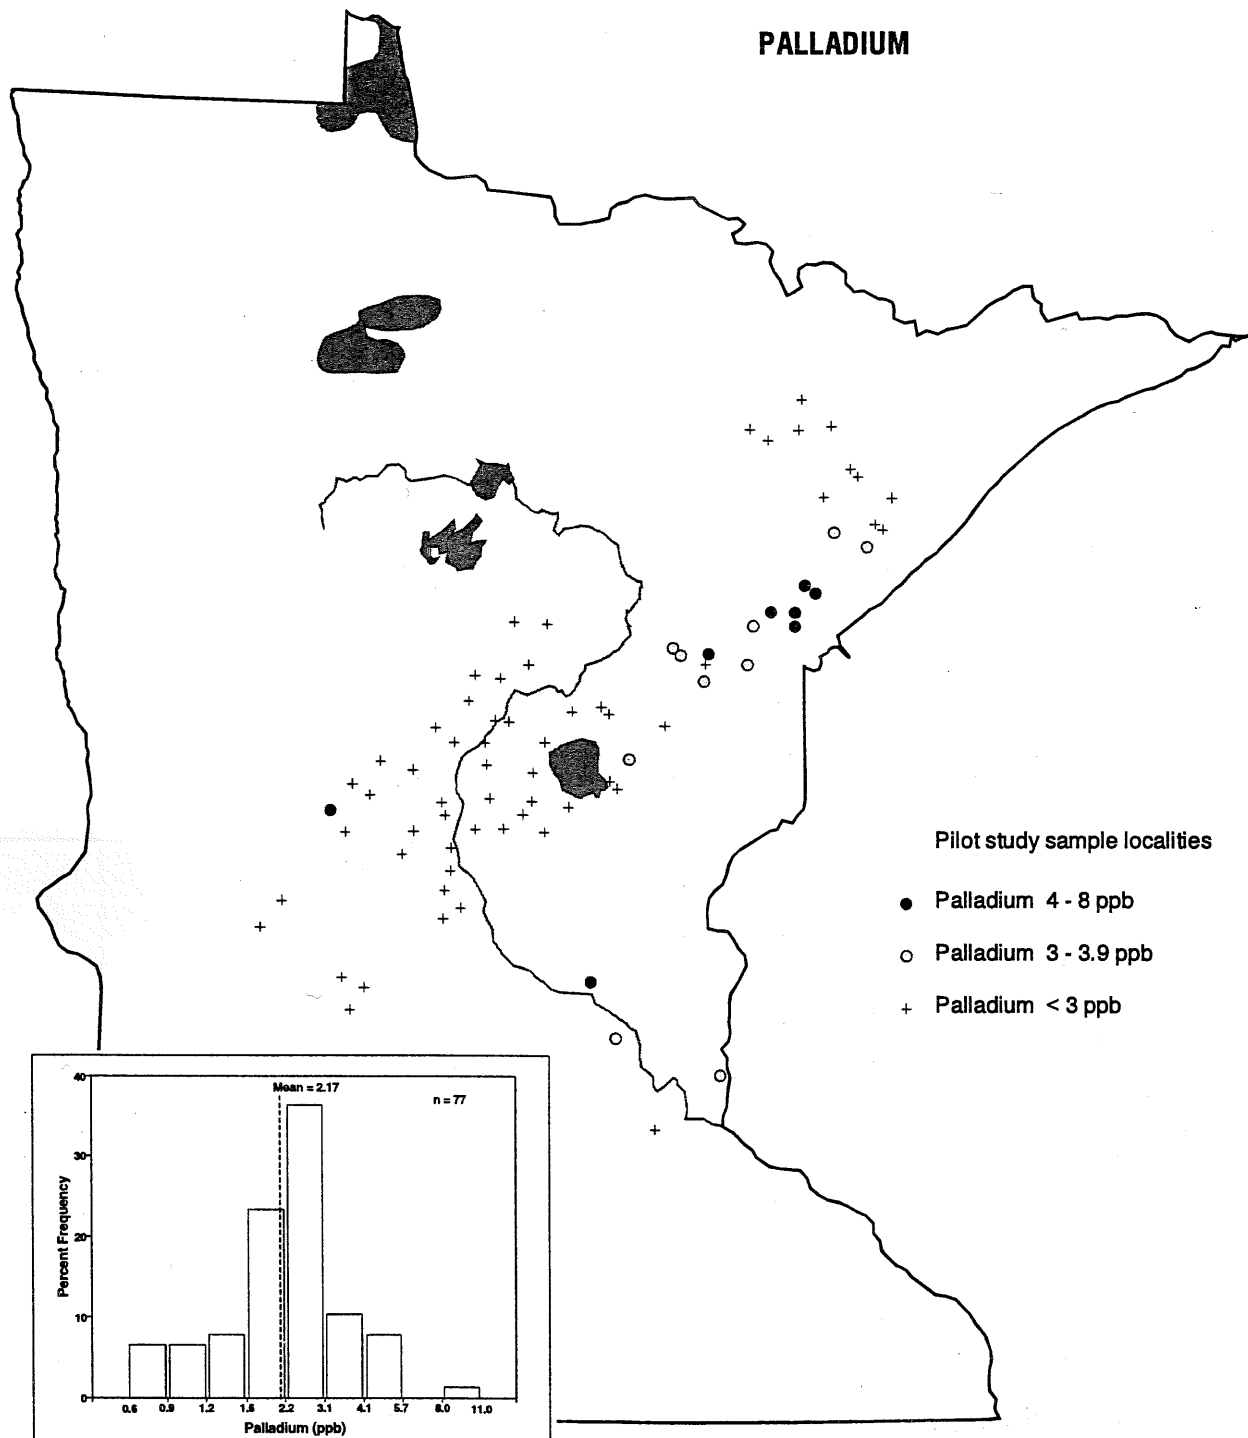 PALLADIUM
Pilot study sample localities
Palladium 4 - 8 ppb
Palladium 3 - 3.9 ppb
Palladium < 3 ppb
Mean = 2.17
n = 77
40
30
20
10
0
Percent Frequency
0.6 0.9 1.2 1.6 2.2 3.1 4.1 5.7 8.0 11.0
Palladium (ppb)